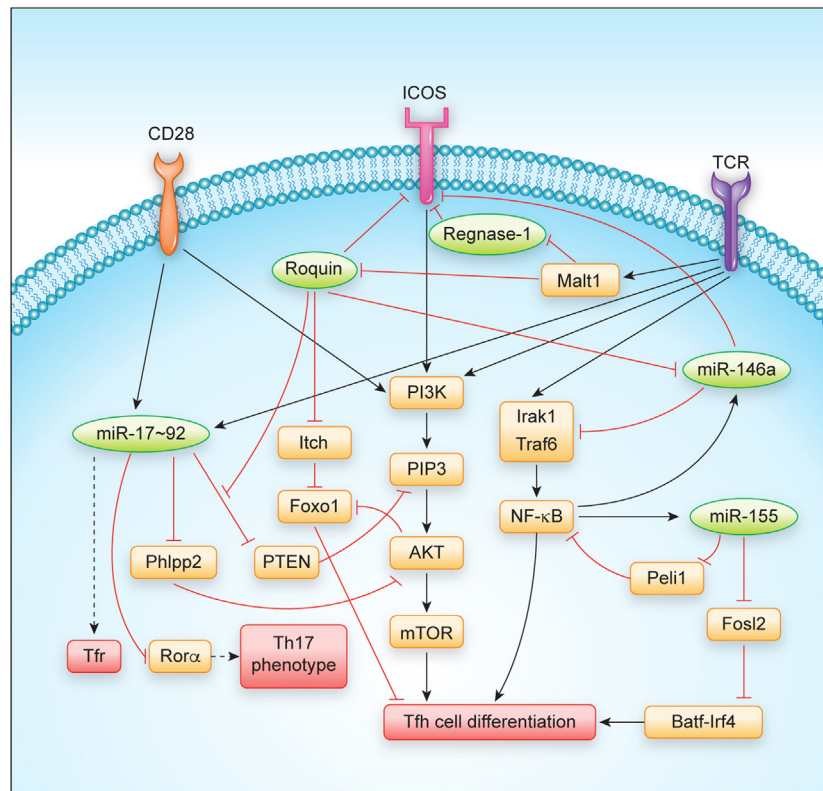 ICOS
CD28
TCR
Regnase-1
Roquin
Malt1
miR-146a
PI3K
Irak1
Traf6
miR-17~92
Itch
PIP3
Foxo1
NF-κB
miR-155
Phlpp2
PTEN
AKT
Peli1
Fosl2
mTOR
Tfr
Rorα
Th17
phenotype
Tfh cell differentiation
Batf-Irf4